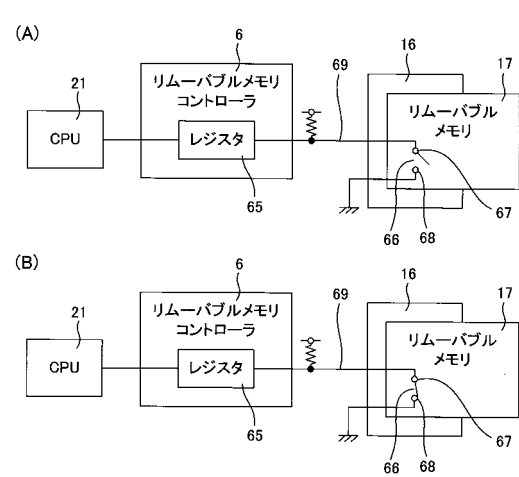 (A)
6
16
17
21
リムーバブルメモリ
コントローラ
69
リムーバブル
メモリ
CPU
レジスタ
65
66
68
67
(B)
6
16
17
21
リムーバブルメモリ
コントローラ
69
リムーバブル
メモリ
CPU
レジスタ
65
66
68
67